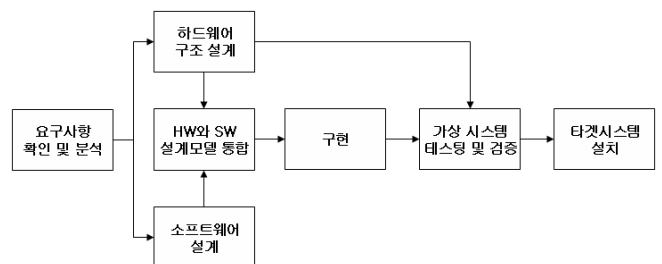 하드웨어
구조 설계
요구사항
확인 및 분석
HW와 SW
설계모델 통합
구현
가상 시스템
테스팅 및 검증
타겟시스템
설치
소프트웨어
설계